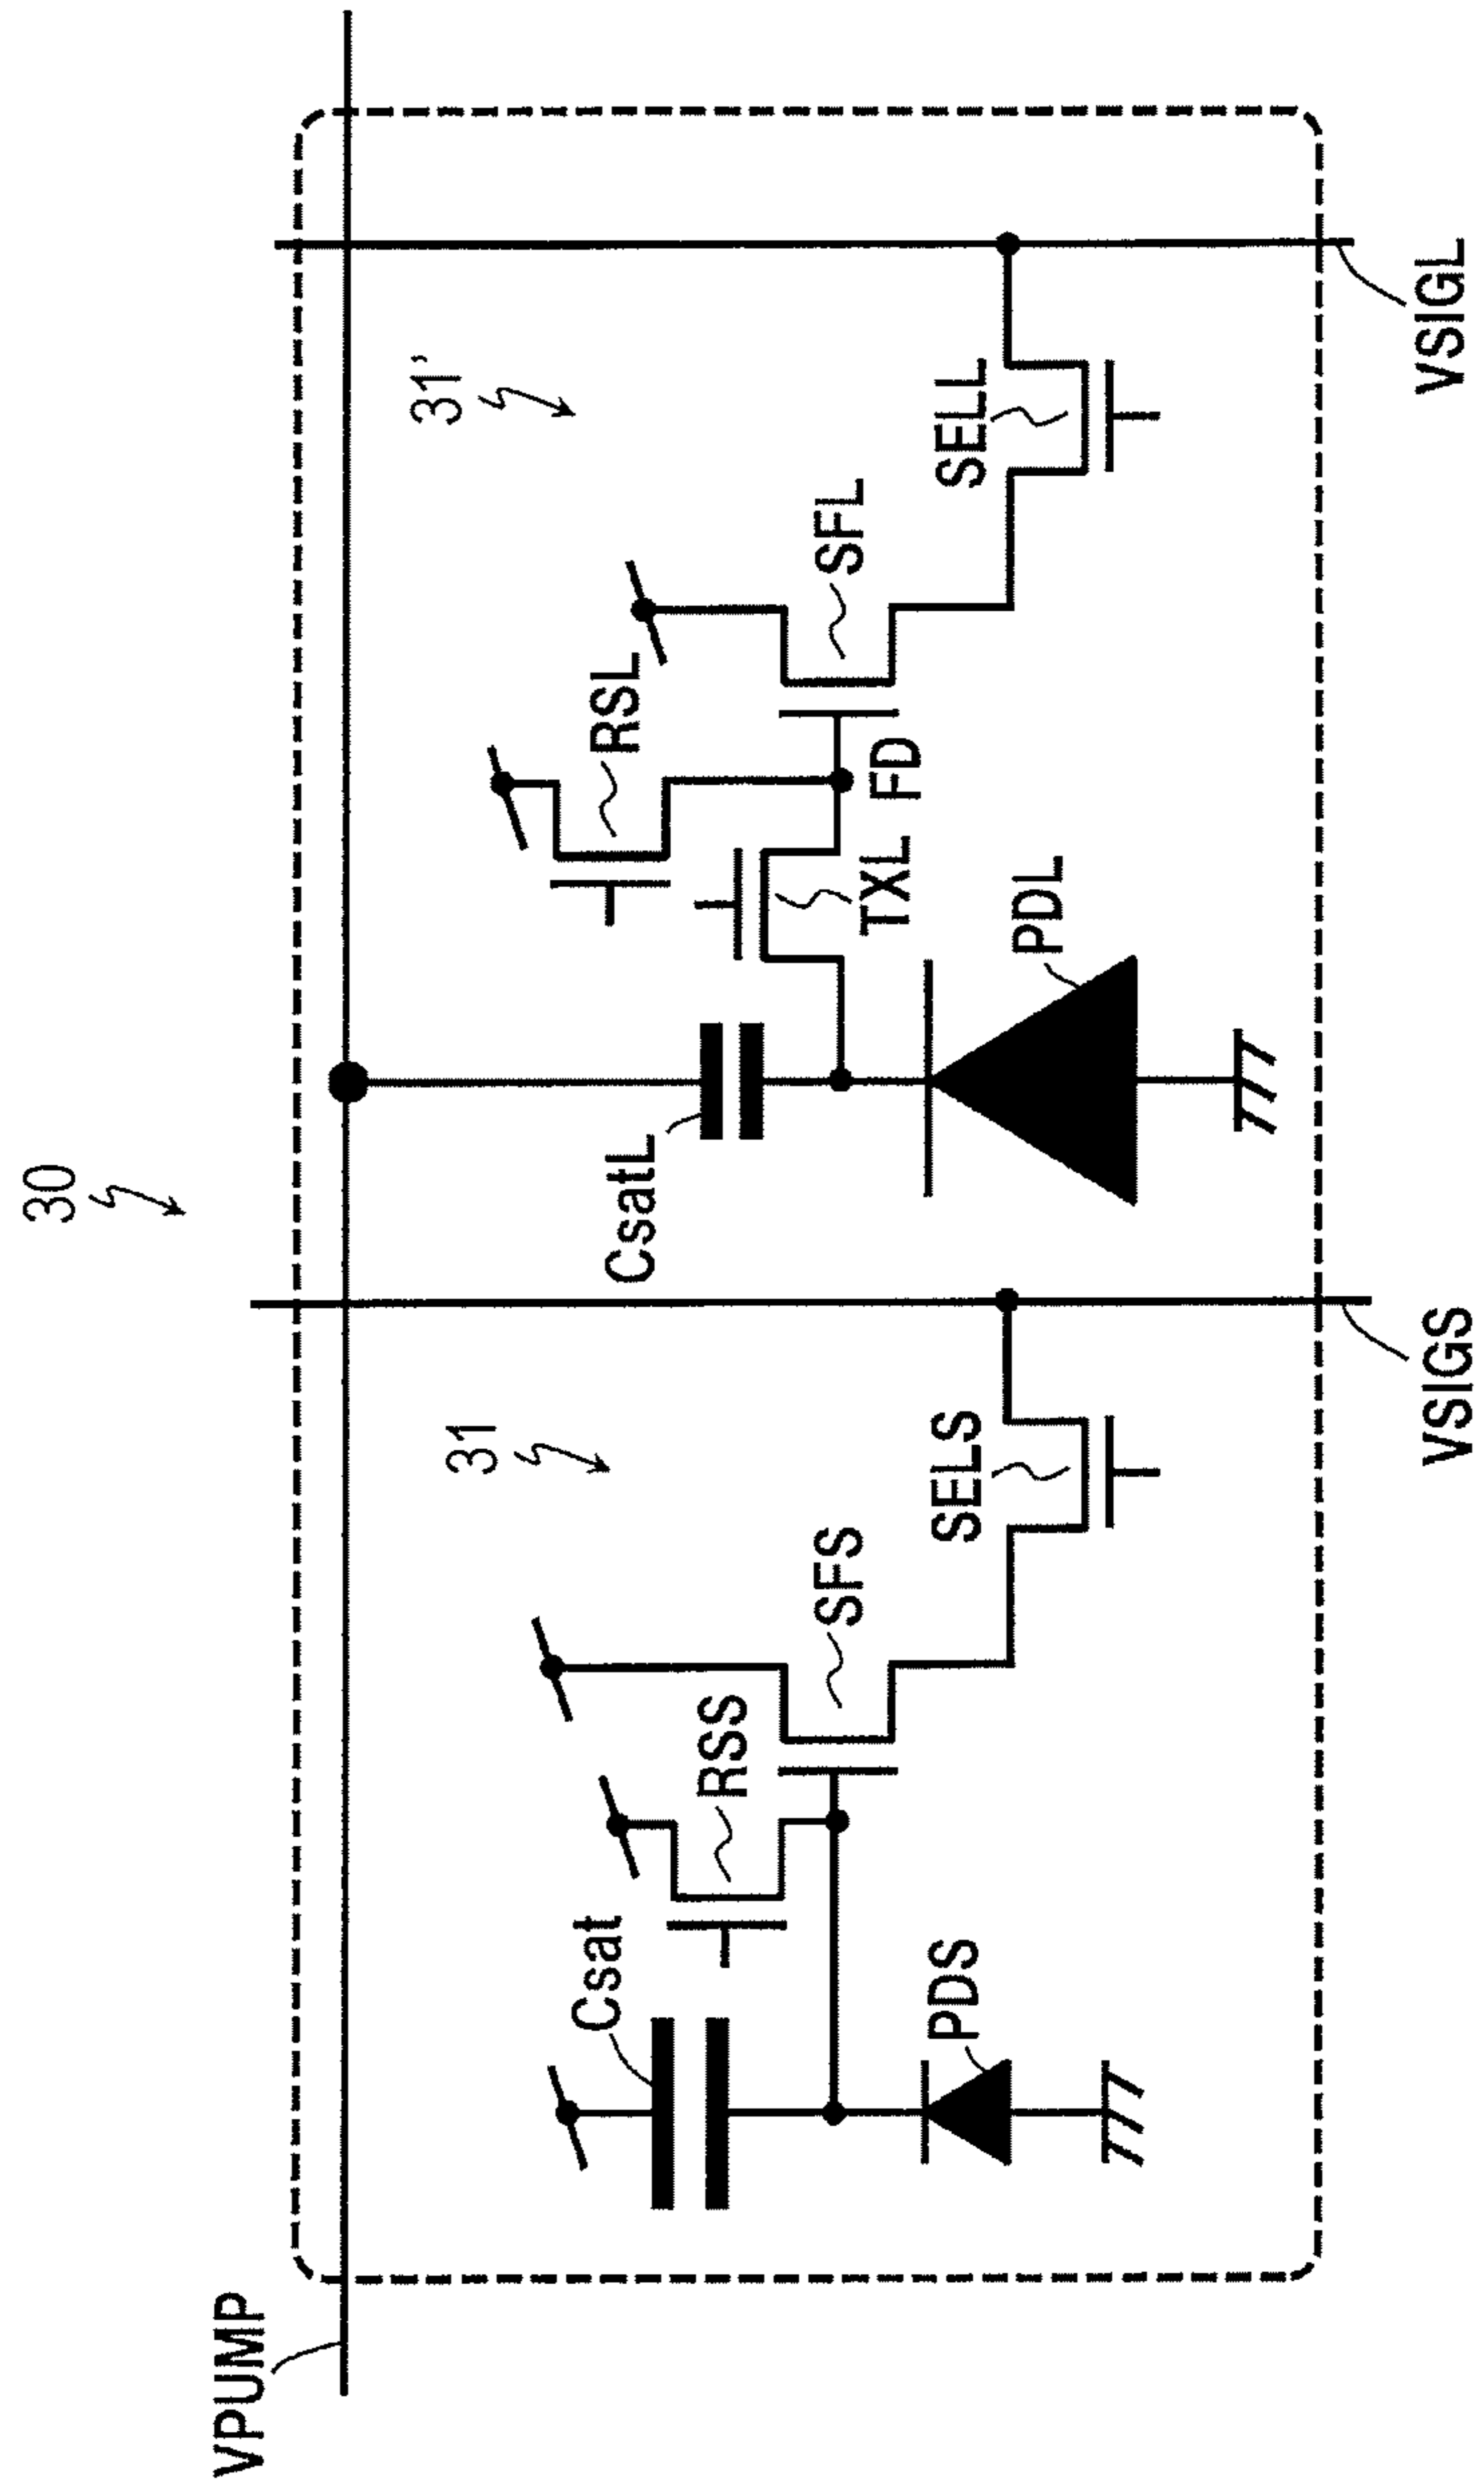 30
VPUMP
31
31'
Csat
RSS
SFS
SELS
PDS
CsatL
RSL
SFL
TXL
FD
SELL
PDL
VSIGS
VSIGL